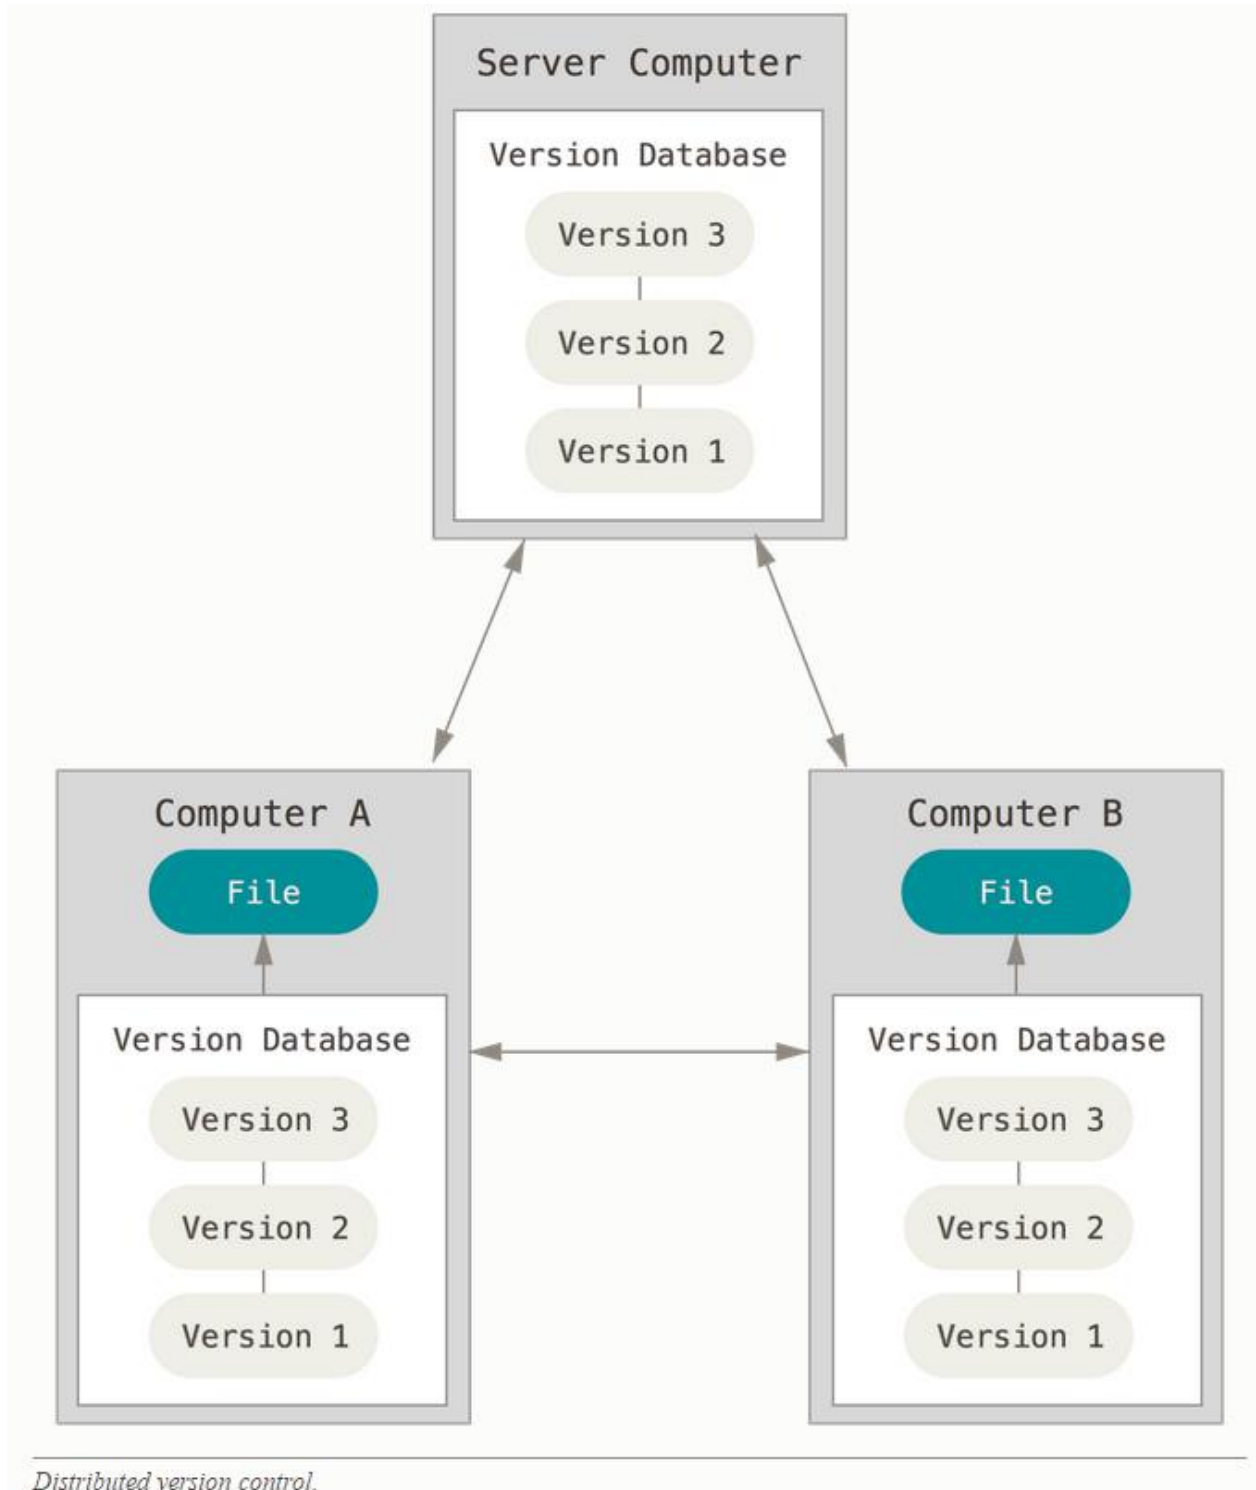 Server Computer
Version Database
Version 3
Version 2
Version 1
Computer A
File
Version Database
Version 3
Version 2
Version 1
Computer B
File
Version Database
Version 3
Version 2
Version 1
Distributed version control.